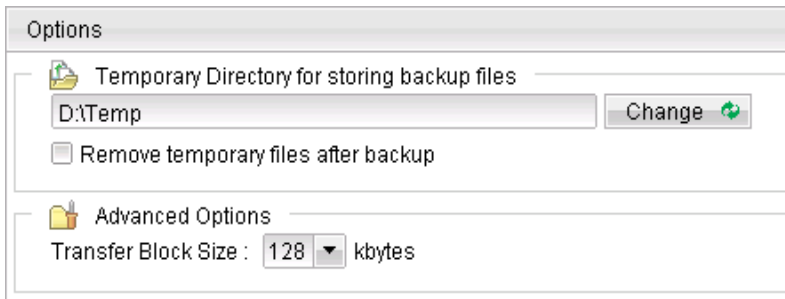 Options
Temporary Directory for storing backup files
D:\Temp Change
Remove temporary files after backup
Advanced Options
Transfer Block Size : 128 kbytes